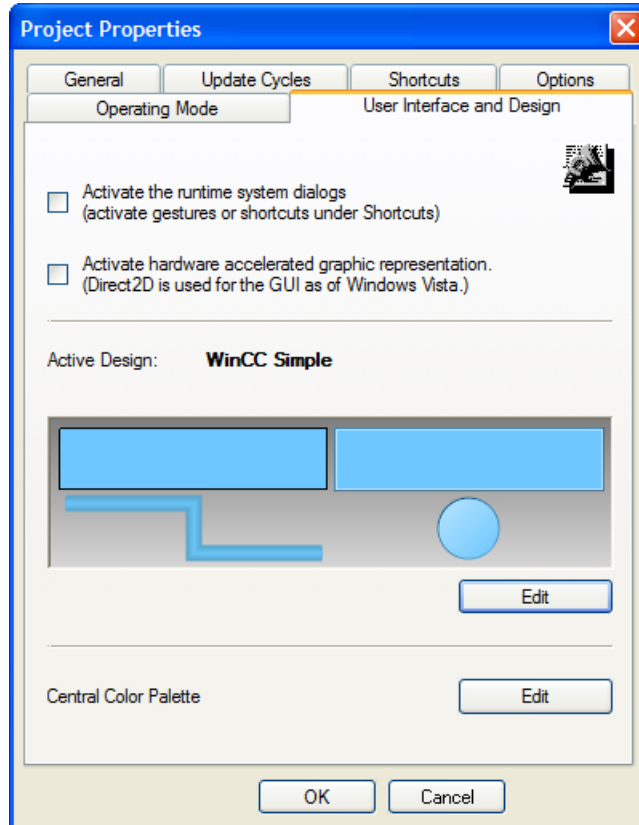 Project Properties
General Update Cycles Shortcuts Options
Operating Mode User Interface and Design
Activate the runtime system dialogs
(activate gestures or shortcuts under Shortcuts)
Activate hardware accelerated graphic representation.
(Direct2D is used for the GUI as of Windows Vista.)
Active Design: WinCC Simple
Edit
Central Color Palette Edit
OK Cancel